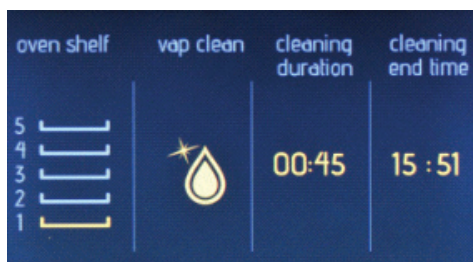 oven shelf
vap clean
cleaning
duration
cleaning
end time
5
4
3
2
1
00:45
15:51